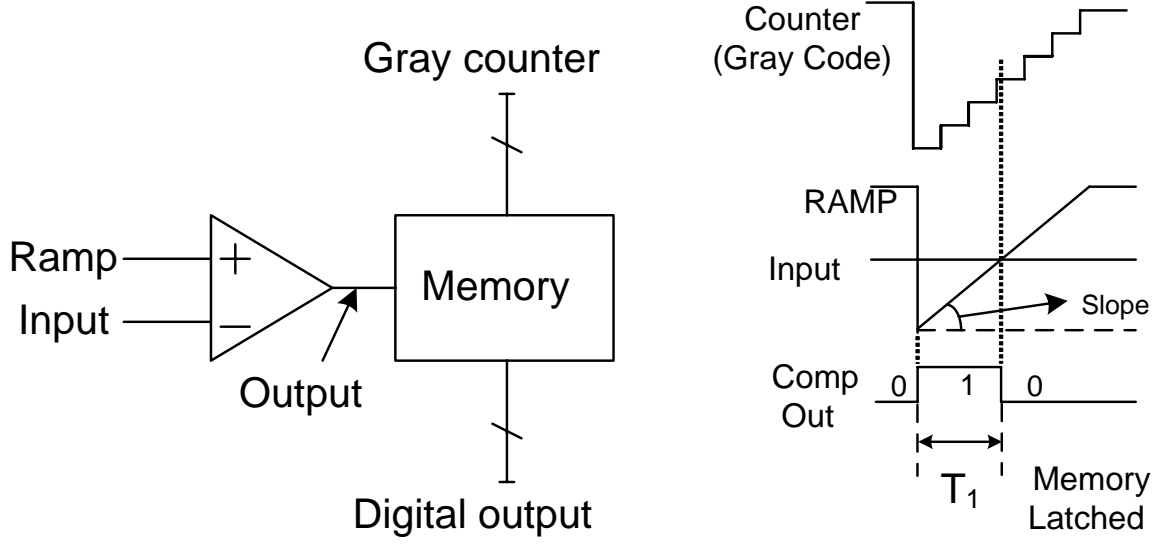 Gray counter
Ramp
+
Input
−
Memory
Output
Digital output
Counter
(Gray Code)
RAMP
Input
Slope
Comp
Out
0 1 0
T1
Memory
Latched